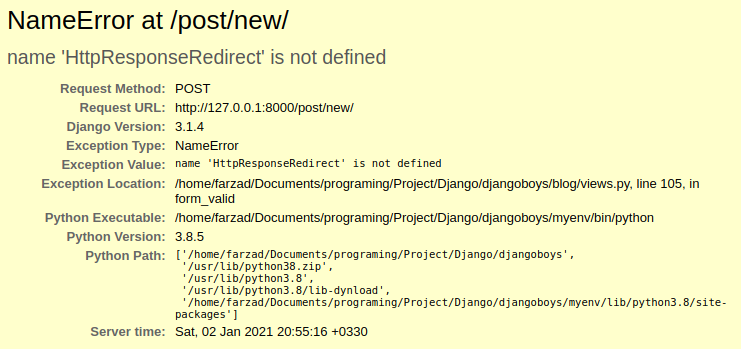 NameError at /post/new/
name 'HttpResponseRedirect' is not defined
Request Method: POST
Request URL: http://127.0.0.1:8000/post/new/
Django Version: 3.1.4
Exception Type: NameError
Exception Value: name 'HttpResponseRedirect' is not defined
Exception Location: /home/farzad/Documents/programing/Project/Django/djangoboys/blog/views.py, line 105, in
form_valid
Python Executable: /home/farzad/Documents/programing/Project/Django/djangoboys/myenv/bin/python
Python Version: 3.8.5
Python Path: ['/home/farzad/Documents/programing/Project/Django/djangoboys',
'/usr/lib/python38.zip',
'/usr/lib/python3.8',
'/usr/lib/python3.8/lib-dynload',
'/home/farzad/Documents/programing/Project/Django/djangoboys/myenv/lib/python3.8/site-
packages']
Server time: Sat, 02 Jan 2021 20:55:16 +0330